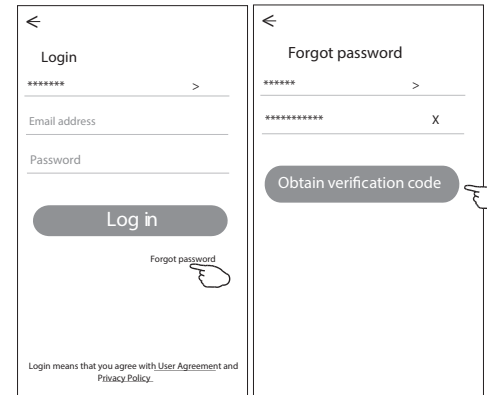 Login
******* >
Email address
Password
Log in
Forgot password
Login means that you agree with User Agreement and
Privacy Policy
Forgot password
****** >
*********** X
Obtain verification code